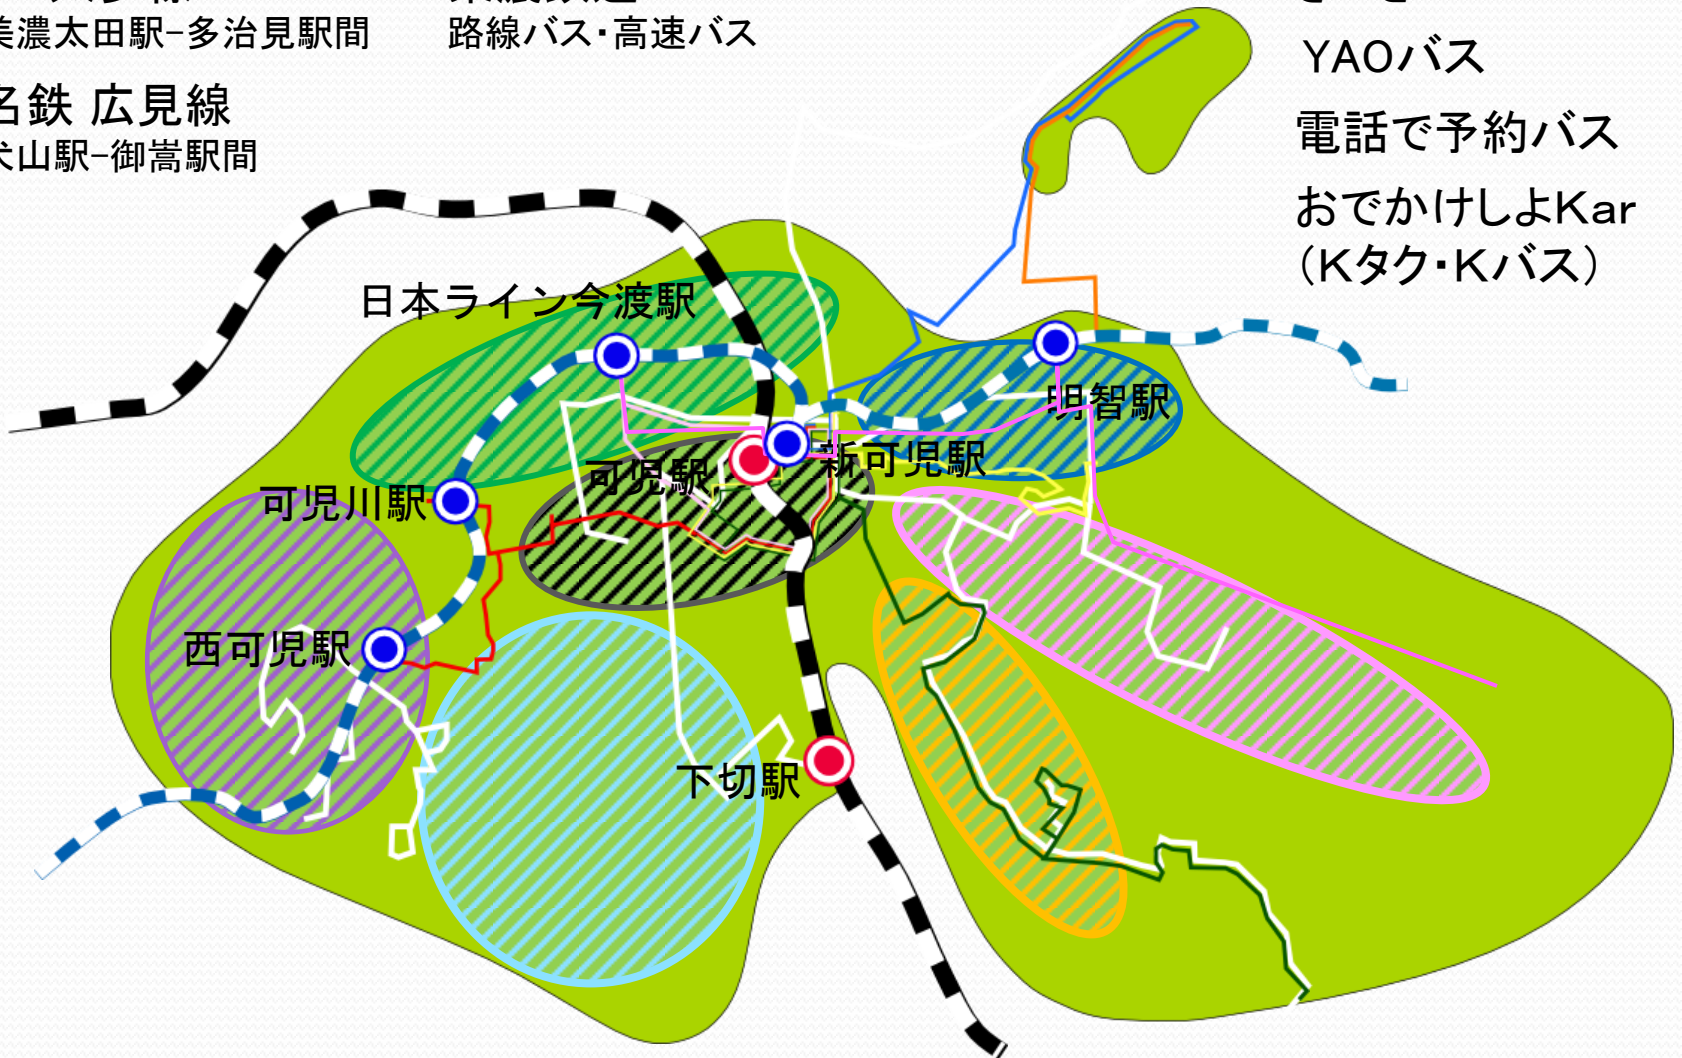 美濃太田駅-多治見駅間
路線バス・高速バス
名鉄 広見線
犬山駅-御嵩駅間
YAOバス
電話で予約バス
おでかけしよKar
(Kタク・Kバス)
日本ライン今渡駅
明智駅
新可児駅
可児駅
可児川駅
西可児駅
下切駅